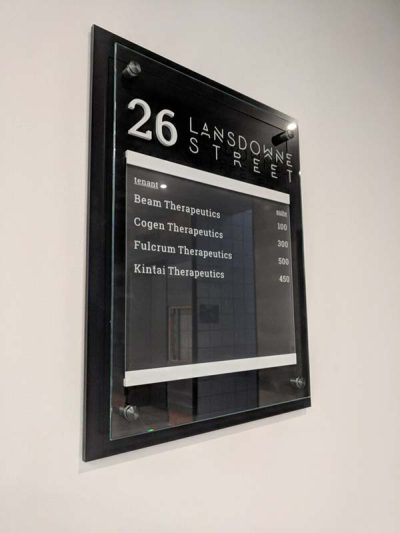 26 LANSDOWNE
STREET
tenant suite
Beam Therapeutics 100
Cogen Therapeutics 300
Fulcrum Therapeutics 500
Kintai Therapeutics 450